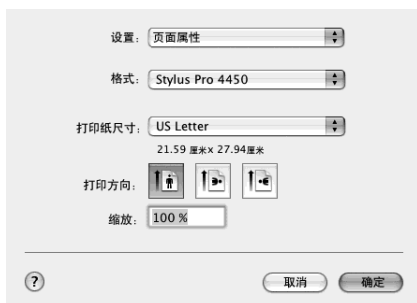 设置: 页面属性
格式: Stylus Pro 4450
打印纸尺寸: US Letter
21.59 厘米x 27.94厘米
打印方向:
缩放: 100 %
? 取消 确定